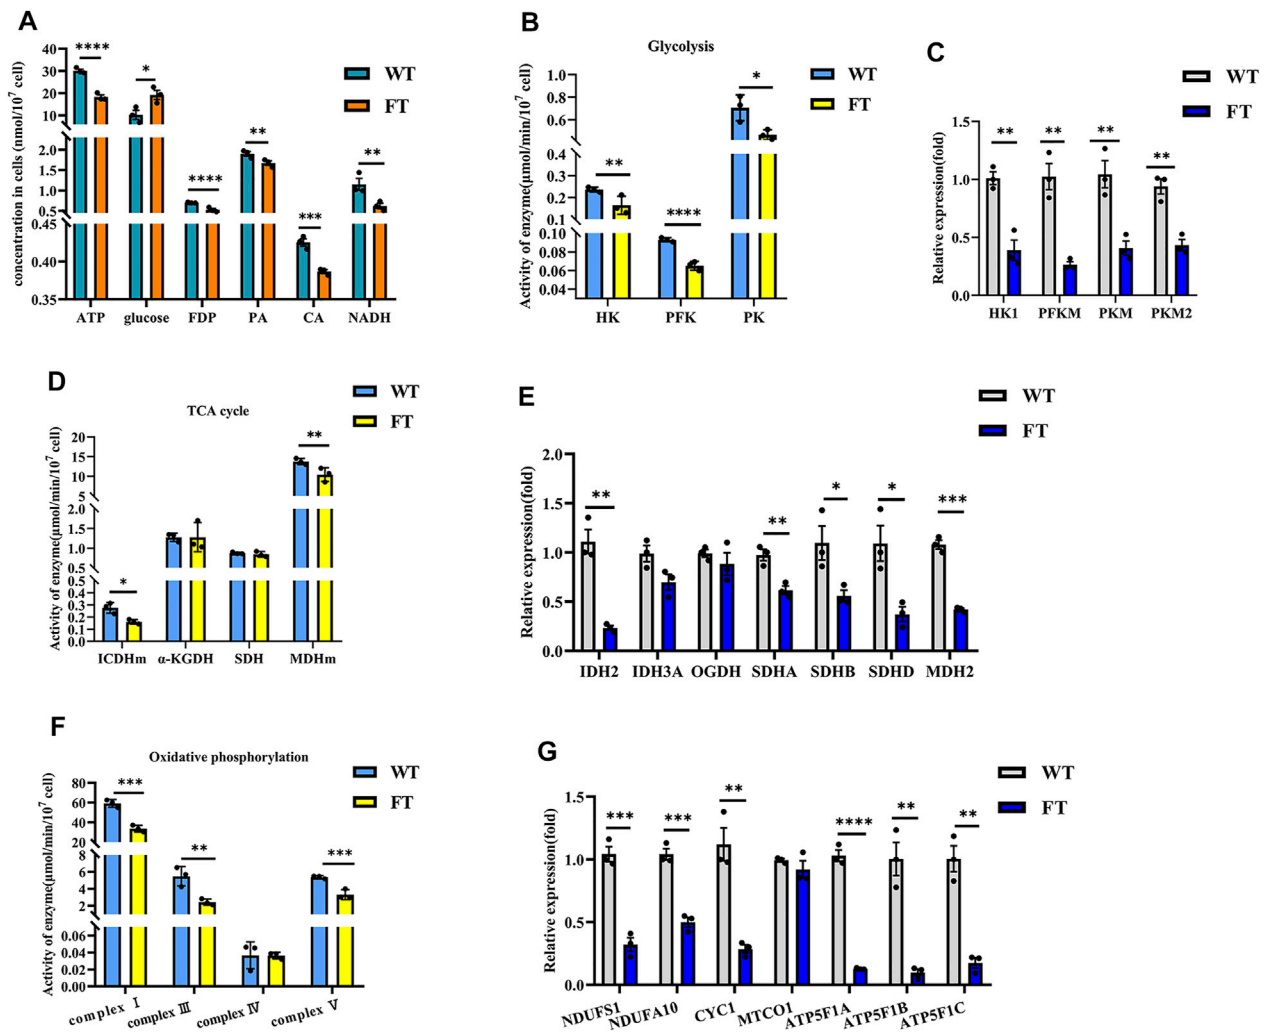 A
concentration in cells (nmol/10⁷ cell)
40
30
20
10
2.0
1.5
1.0
0.5
0.45
0.40
0.35
**** * **** ** *** **
ATP glucose FDP PA CA NADH
WT
FT
B
Glycolysis
Activity of enzyme(μmol/min/10⁷ cell)
1.0
0.8
0.6
0.4
0.3
0.2
0.1
0.10
0.08
0.06
0.04
** **** *
HK PFK PK
WT
FT
C
Relative expression(fold)
1.5
1.0
0.5
0.0
** ** ** **
HK1 PFKM PKM PKM2
WT
FT
D
TCA cycle
Activity of enzyme(μmol/min/10⁷ cell)
20
15
10
5
2.0
1.5
1.0
0.5
0.5
0.4
0.3
0.2
0.1
0.0
* **
ICDHm α-KGDH SDH MDHm
WT
FT
E
Relative expression(fold)
2.0
1.5
1.0
0.5
0.0
** ** * * ***
IDH2 IDH3A OGDH SDHA SDHB SDHD MDH2
WT
FT
F
Oxidative phosphorylation
Activity of enzyme(μmol/min/10⁷ cell)
80
60
40
20
8
6
4
2
0.06
0.04
0.02
0.00
*** ** ***
complex Ⅰ complex Ⅲ complex Ⅳ complex Ⅴ
WT
FT
G
Relative expression(fold)
1.5
1.0
0.5
0.0
*** *** ** **** ** **
NDUFS1 NDUFA10 CYC1 MTCO1 ATP5F1A ATP5F1B ATP5F1C
WT
FT